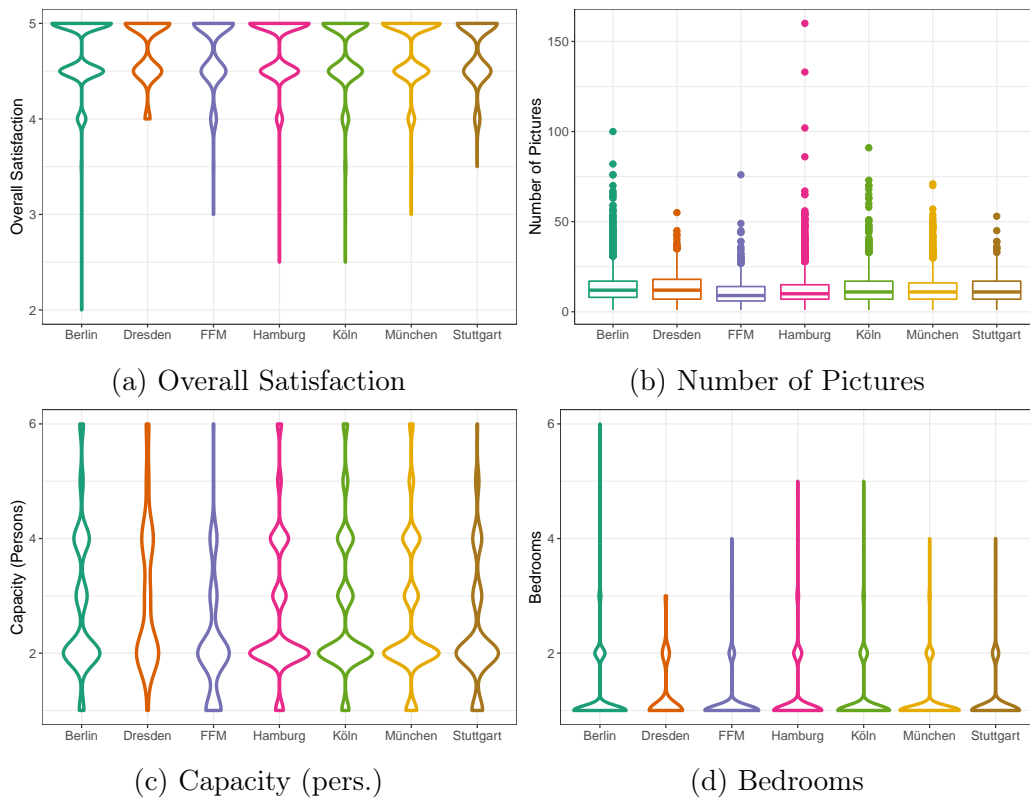 Overall Satisfaction
5
4
3
2
Berlin Dresden FFM Hamburg Köln München Stuttgart
(a) Overall Satisfaction
Number of Pictures
150
100
50
0
Berlin Dresden FFM Hamburg Köln München Stuttgart
(b) Number of Pictures
Capacity (Persons)
6
4
2
Berlin Dresden FFM Hamburg Köln München Stuttgart
(c) Capacity (pers.)
Bedrooms
6
4
2
Berlin Dresden FFM Hamburg Köln München Stuttgart
(d) Bedrooms